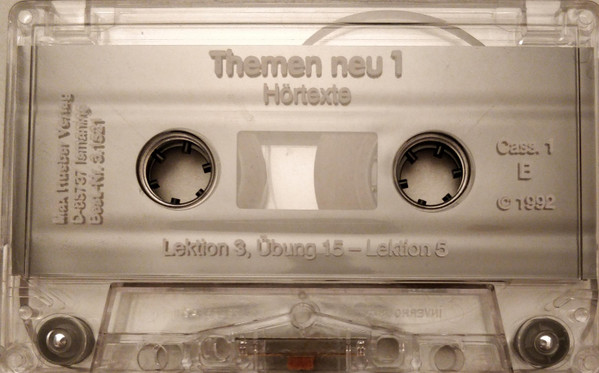 Themen neu 1
Hörtexte
Max Hueber Verlag
D-85737 Ismaning
Best.-Nr. 3.1521
Cass. 1
B
© 1992
Lektion 3, Übung 15 – Lektion 5